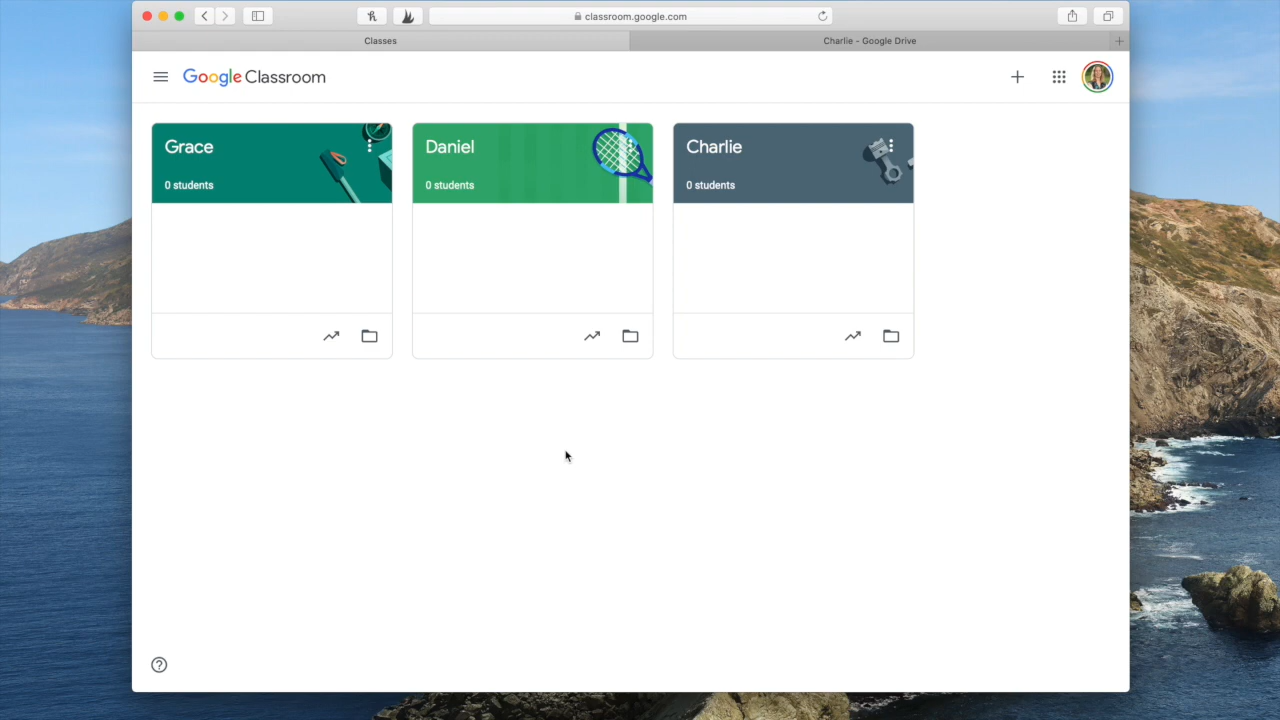 classroom.google.com
Classes
Charlie - Google Drive
Google Classroom
Grace
0 students
Daniel
0 students
Charlie
0 students